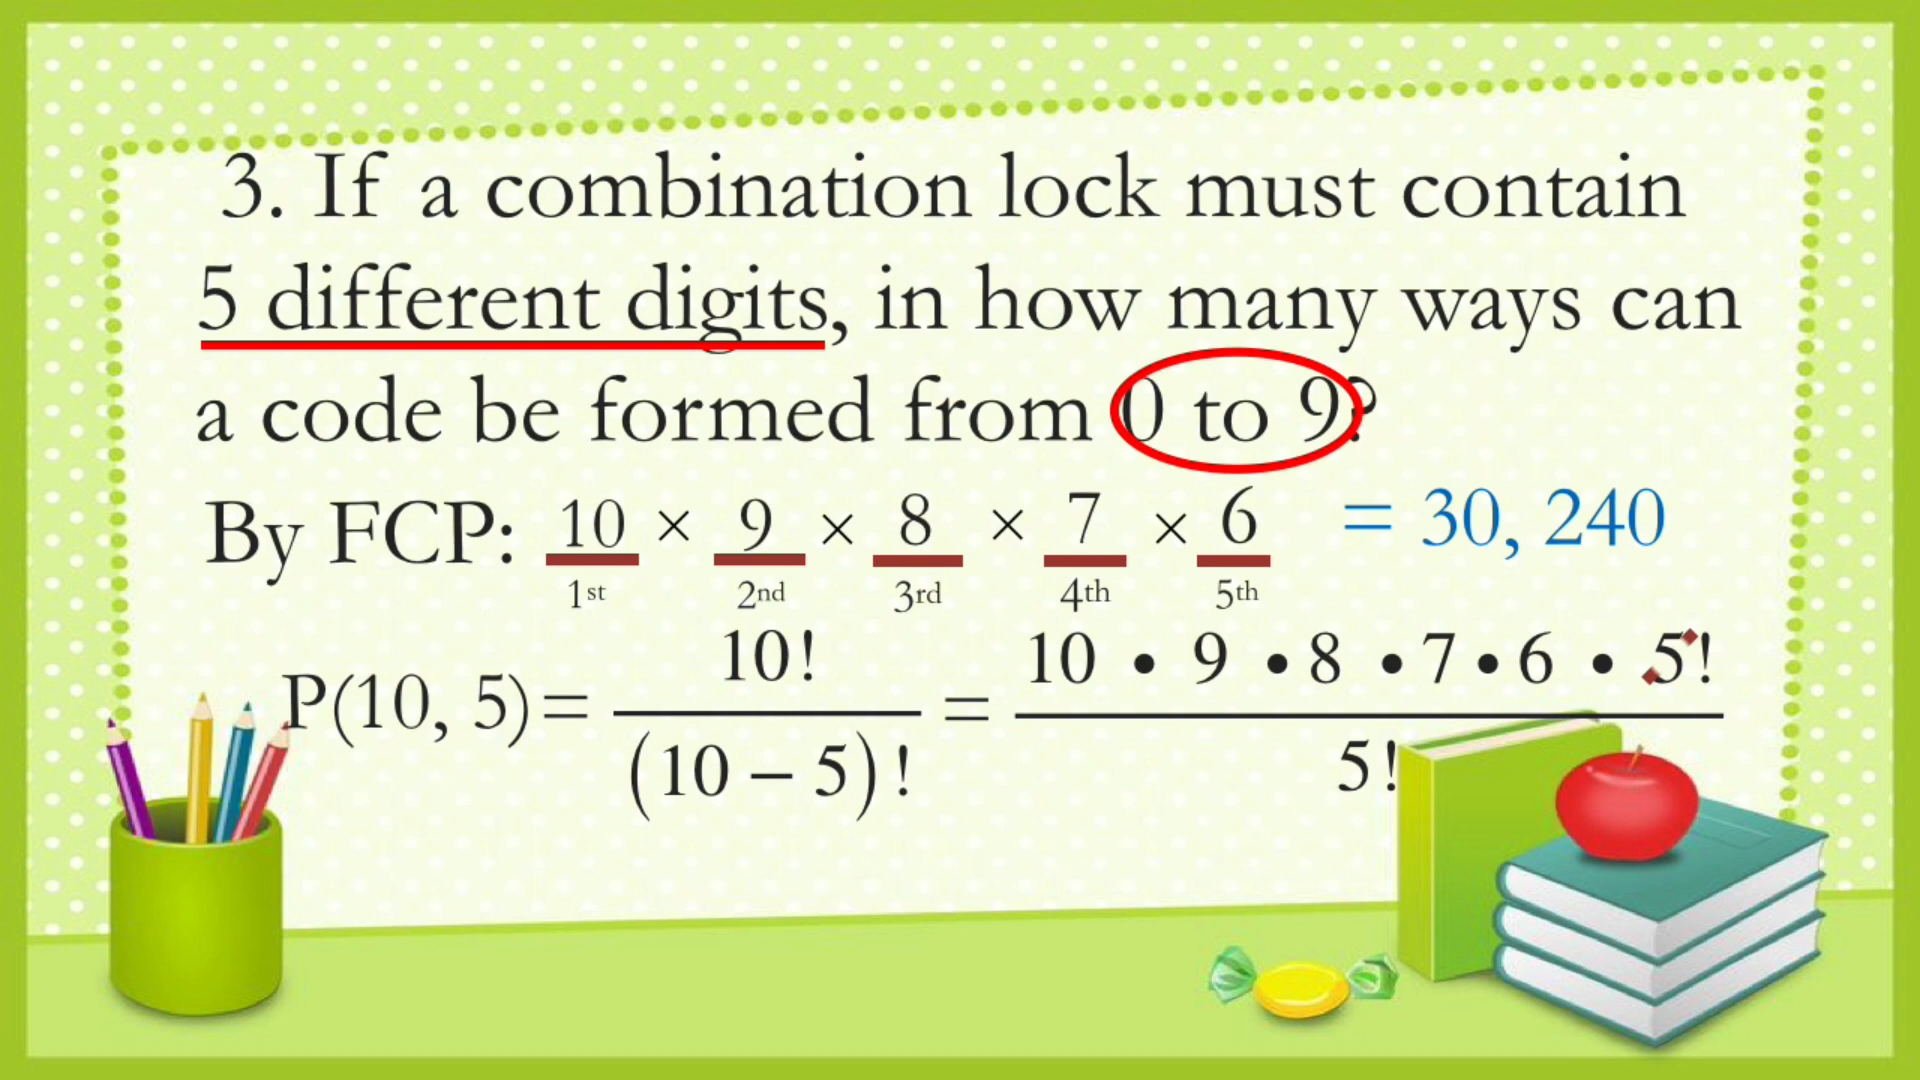 3. If a combination lock must contain
5 different digits, in how many ways can
a code be formed from 0 to 9?
By FCP: 10 × 9 × 8 × 7 × 6 = 30, 240
1st 2nd 3rd 4th 5th
P(10, 5) = 10! / (10 – 5)! = 10 • 9 • 8 • 7 • 6 • 5! / 5!